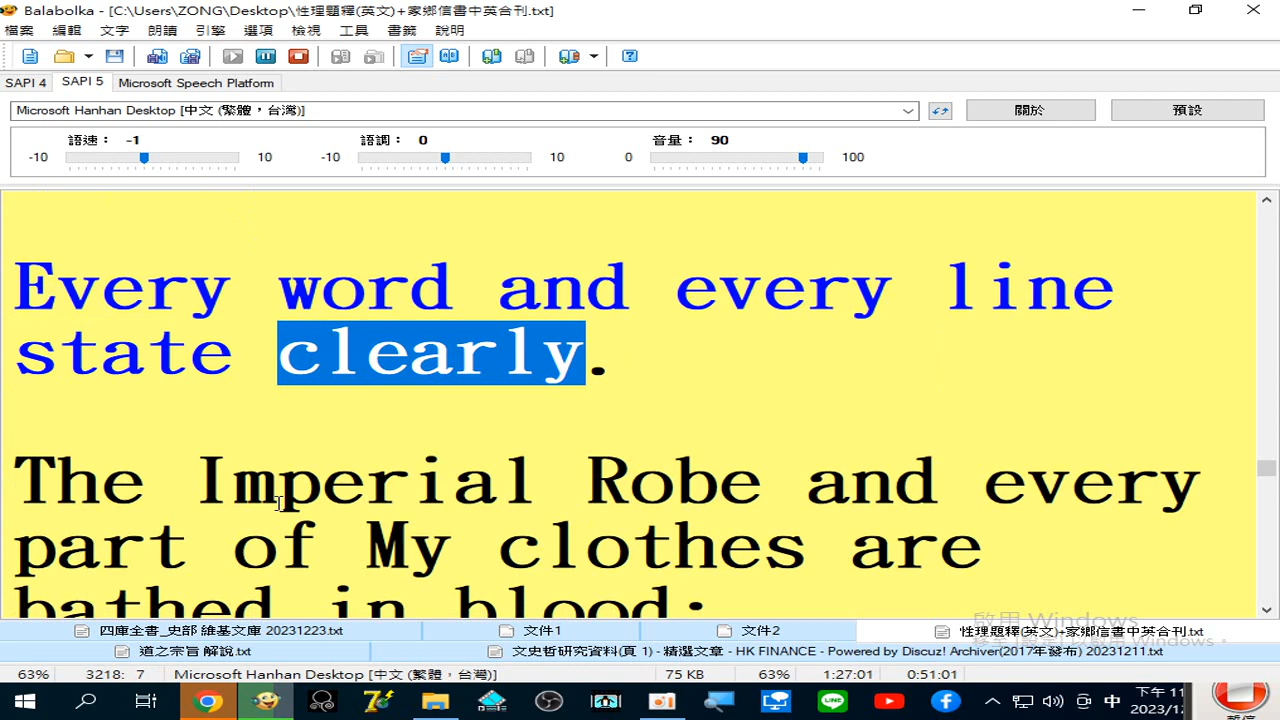 Balabolka - [C:\Users\ZONG\Desktop\性理題釋(英文)+家鄉信書中英合刊.txt]
檔案 編輯 文字 朗讀 引擎 選項 檢視 工具 書籤 說明
SAPI 4 SAPI 5 Microsoft Speech Platform
Microsoft Hanhan Desktop [中文 (繁體，台灣)] 關於 預設
語速： -1 語調： 0 音量： 90
-10 10 -10 10 0 100
Every word and every line
state clearly.
The Imperial Robe and every
part of My clothes are
bathed in blood;
啟用 Windows
四庫全書_史部 維基文庫 20231223.txt 文件1 文件2 性理題釋(英文)+家鄉信書中英合刊.txt
道之宗旨 解說.txt 文史哲研究資料(頁 1) - 精選文章 - HK FINANCE - Powered by Discuz! Archiver(2017年發布) 20231211.txt
63% 3218: 7 Microsoft Hanhan Desktop [中文 (繁體，台灣)] 75 KB 63% 1:27:01 0:51:01
中 下午 11
2023/12